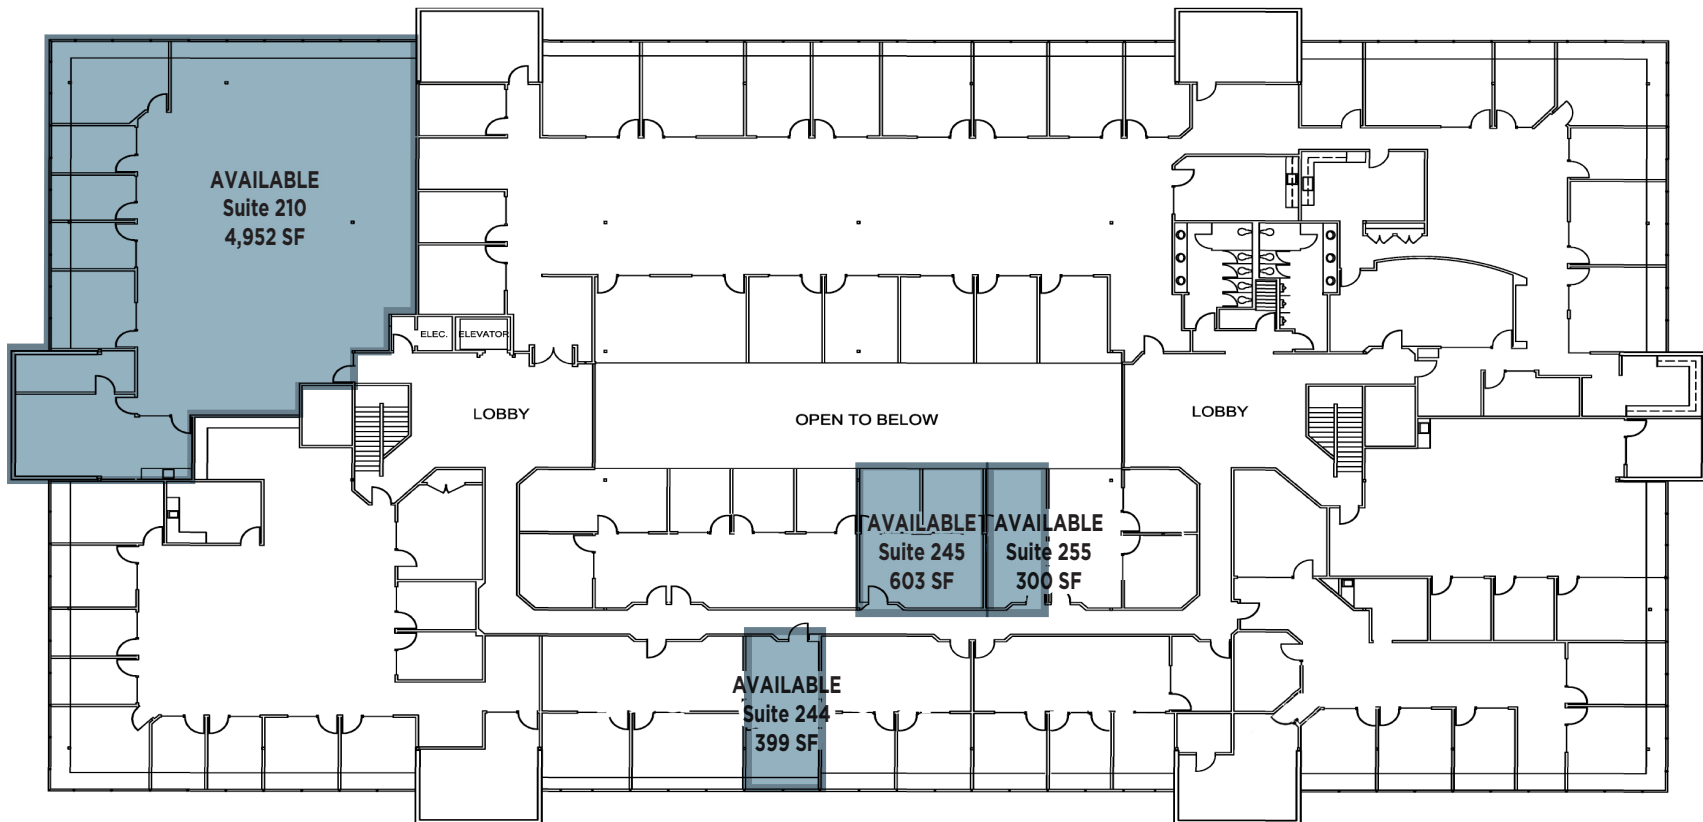 AVAILABLE
Suite 210
4,952 SF
ELEC.
ELEVATOR
LOBBY
OPEN TO BELOW
LOBBY
AVAILABLE
Suite 245
603 SF
AVAILABLE
Suite 255
300 SF
AVAILABLE
Suite 244
399 SF